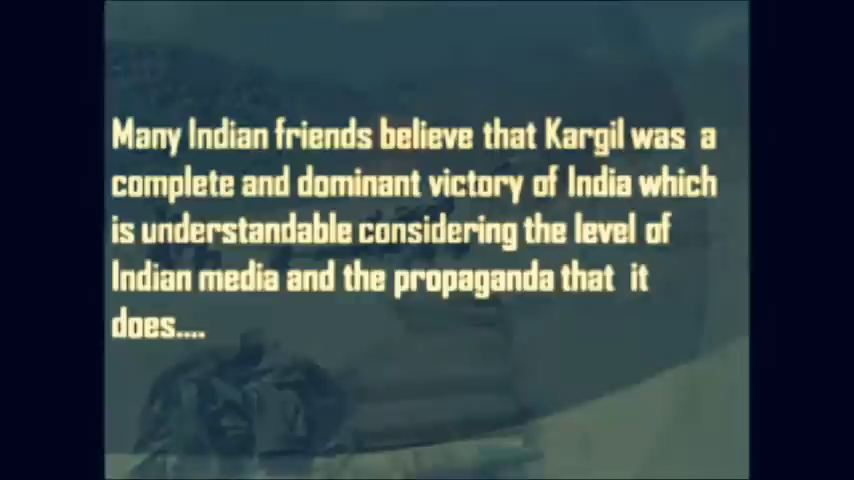 Many Indian friends believe that Kargil was a
complete and dominant victory of India which
is understandable considering the level of
Indian media and the propaganda that it
does....